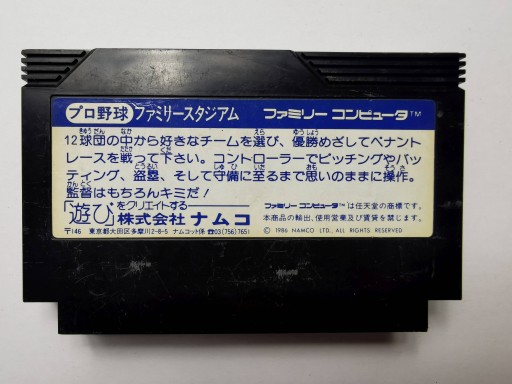 プロ野球 ファミリースタジアム ファミリー コンピュータ™
12球団の中から好きなチームを選び、優勝めざしてペナント
レースを戦って下さい。コントローラーでピッチングやバッ
ティング、盗塁、そして守備に至るまで思いのままに操作。
監督はもちろんキミだ!
「遊び」をクリエイトする 株式会社 ナムコ
ファミリー コンピュータ™は任天堂の商標です。
本商品の輸出、使用営業及び賃貸を禁じます。
〒146 東京都大田区多摩川2-8-5 ナムコット係 ☎03(756)7651
© 1986 NAMCO LTD., ALL RIGHTS RESERVED